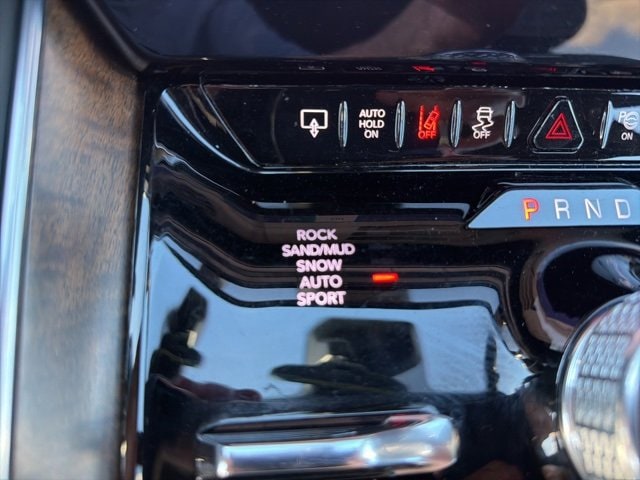 AUTO
HOLD
ON
OFF
OFF
ON
P R N D
ROCK
SAND/MUD
SNOW
AUTO
SPORT